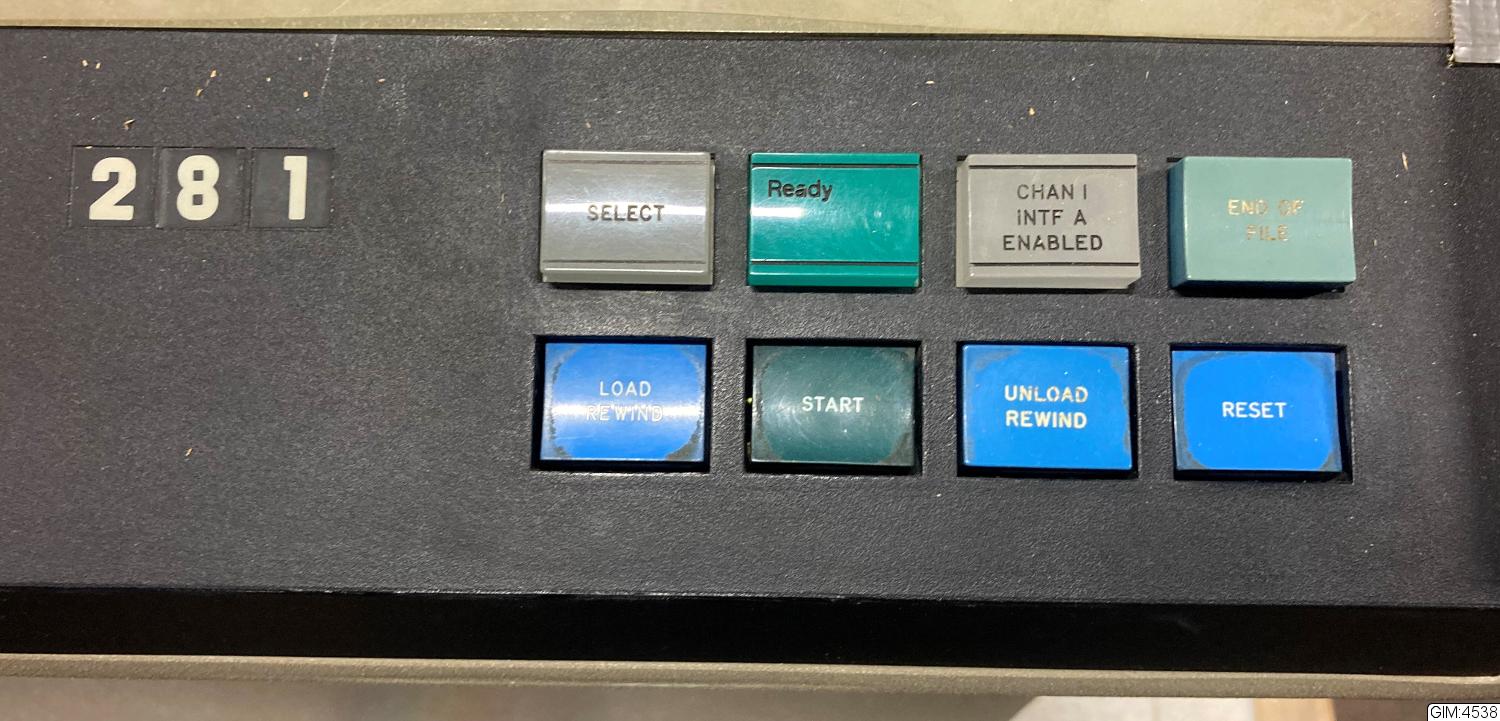 281
SELECT
Ready
CHAN I
INTF A
ENABLED
END OF
FILE
LOAD
REWIND
START
UNLOAD
REWIND
RESET
GIM:4538